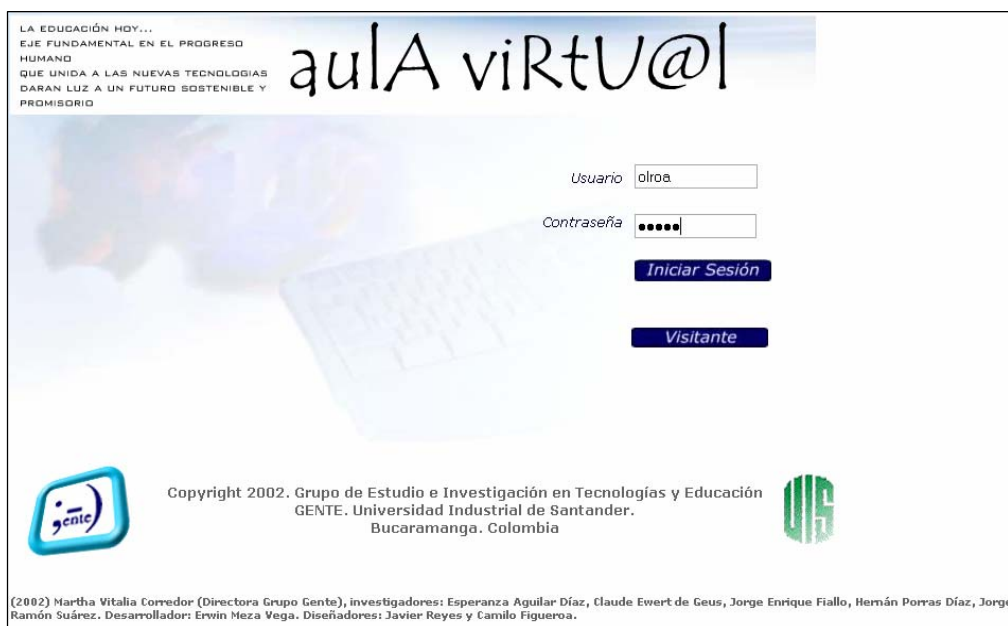 LA EDUCACIÓN HOY...
EJE FUNDAMENTAL EN EL PROGRESO
HUMANO
QUE UNIDA A LAS NUEVAS TECNOLOGIAS
DARAN LUZ A UN FUTURO SOSTENIBLE Y
PROMISORIO
aulA viRtU@l
Usuario olroa
Contraseña •••••
Iniciar Sesión
Visitante
gente
Copyright 2002. Grupo de Estudio e Investigación en Tecnologías y Educación
GENTE. Universidad Industrial de Santander.
Bucaramanga. Colombia
UIS
(2002) Martha Vitalia Corredor (Directora Grupo Gente), investigadores: Esperanza Aguilar Díaz, Claude Ewert de Geus, Jorge Enrique Fiallo, Hernán Porras Díaz, Jorge
Ramón Suárez. Desarrollador: Erwin Meza Vega. Diseñadores: Javier Reyes y Camilo Figueroa.